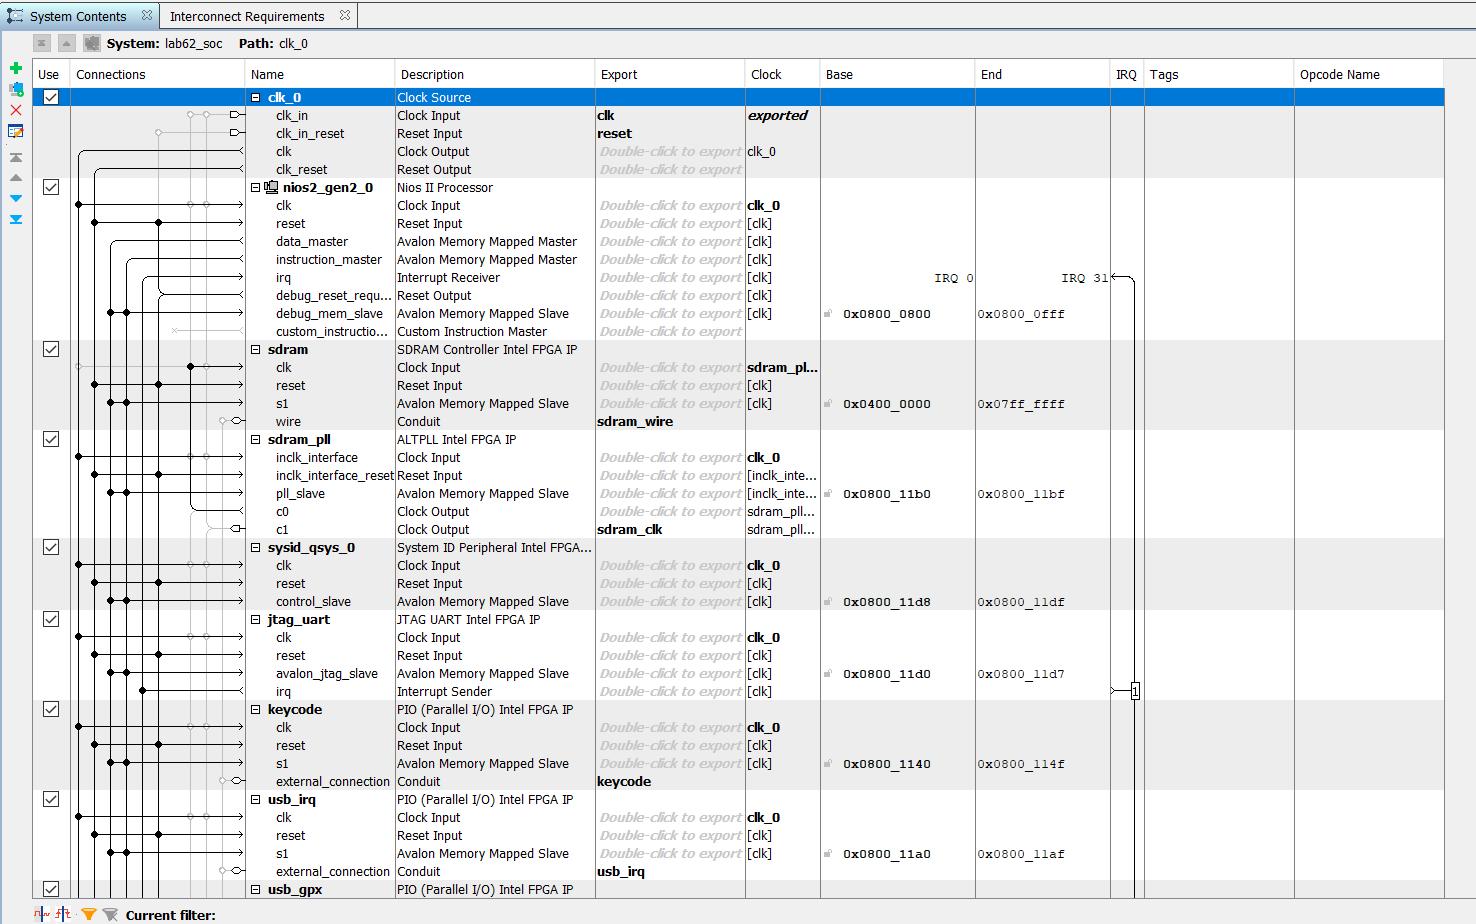 System Contents Interconnect Requirements
System: lab62_soc Path: clk_0
Use Connections Name Description Export Clock Base End IRQ Tags Opcode Name
clk_0 Clock Source
clk_in Clock Input clk exported
clk_in_reset Reset Input reset
clk Clock Output Double-click to export clk_0
clk_reset Reset Output Double-click to export
nios2_gen2_0 Nios II Processor
clk Clock Input Double-click to export clk_0
reset Reset Input Double-click to export [clk]
data_master Avalon Memory Mapped Master Double-click to export [clk]
instruction_master Avalon Memory Mapped Master Double-click to export [clk]
irq Interrupt Receiver Double-click to export [clk] IRQ 0 IRQ 31
debug_reset_requ... Reset Output Double-click to export [clk]
debug_mem_slave Avalon Memory Mapped Slave Double-click to export [clk] 0x0800_0800 0x0800_0fff
custom_instructio... Custom Instruction Master Double-click to export
sdram SDRAM Controller Intel FPGA IP
clk Clock Input Double-click to export sdram_pl...
reset Reset Input Double-click to export [clk]
s1 Avalon Memory Mapped Slave Double-click to export [clk] 0x0400_0000 0x07ff_ffff
wire Conduit sdram_wire
sdram_pll ALTPLL Intel FPGA IP
inclk_interface Clock Input Double-click to export clk_0
inclk_interface_reset Reset Input Double-click to export [inclk_inte...
pll_slave Avalon Memory Mapped Slave Double-click to export [inclk_inte... 0x0800_11b0 0x0800_11bf
c0 Clock Output Double-click to export sdram_pll...
c1 Clock Output sdram_clk sdram_pll...
sysid_qsys_0 System ID Peripheral Intel FPGA...
clk Clock Input Double-click to export clk_0
reset Reset Input Double-click to export [clk]
control_slave Avalon Memory Mapped Slave Double-click to export [clk] 0x0800_11d8 0x0800_11df
jtag_uart JTAG UART Intel FPGA IP
clk Clock Input Double-click to export clk_0
reset Reset Input Double-click to export [clk]
avalon_jtag_slave Avalon Memory Mapped Slave Double-click to export [clk] 0x0800_11d0 0x0800_11d7
irq Interrupt Sender Double-click to export [clk] 1
keycode PIO (Parallel I/O) Intel FPGA IP
clk Clock Input Double-click to export clk_0
reset Reset Input Double-click to export [clk]
s1 Avalon Memory Mapped Slave Double-click to export [clk] 0x0800_1140 0x0800_114f
external_connection Conduit keycode
usb_irq PIO (Parallel I/O) Intel FPGA IP
clk Clock Input Double-click to export clk_0
reset Reset Input Double-click to export [clk]
s1 Avalon Memory Mapped Slave Double-click to export [clk] 0x0800_11a0 0x0800_11af
external_connection Conduit usb_irq
usb_gpx PIO (Parallel I/O) Intel FPGA IP
Current filter: